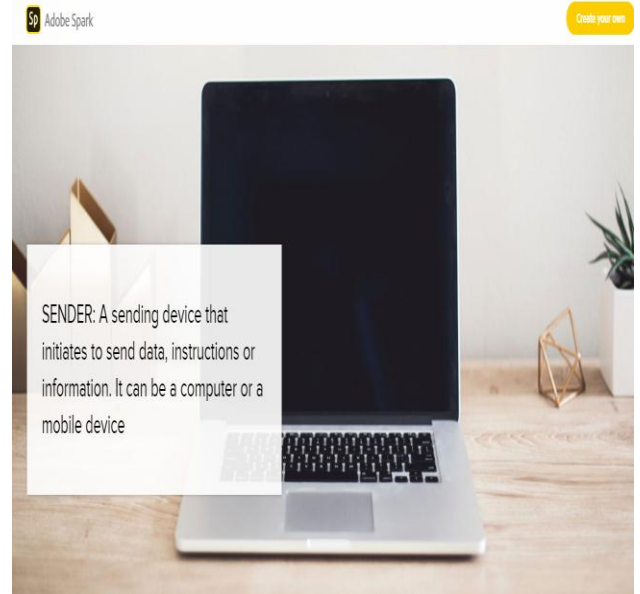 Sp Adobe Spark
Create your own
SENDER: A sending device that
initiates to send data, instructions or
information. It can be a computer or a
mobile device